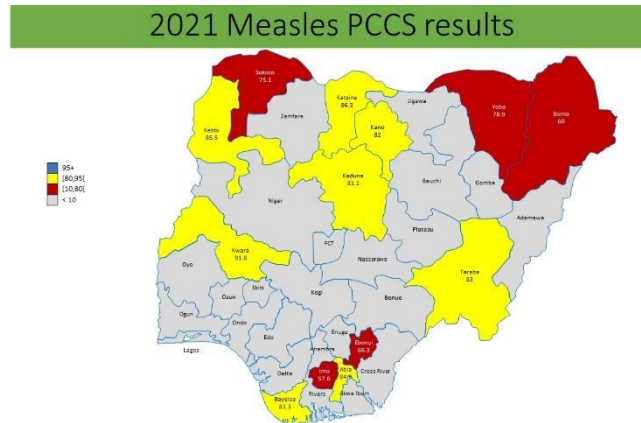 2021 Measles PCCS results
Sokoto
75.1
Katsina
86.3
Jigawa
Yobe
78.9
Borno
60
Kebbi
85.5
Zamfara
Kano
82
Kaduna
81.1
Bauchi
Gombe
Adamawa
95+
[80,95[
[10,80[
< 10
Niger
Plateau
FCT
Nassarawa
Kwara
91.8
Taraba
83
Oyo
Kogi
Benue
Osun
Ekiti
Ogun
Ondo
Edo
Enugu
Ebonyi
66.2
Lagos
Anambra
Delta
Imo
57.6
Abia
Cross River
Bayelsa
81.3
Rivers
Akwa Ibom